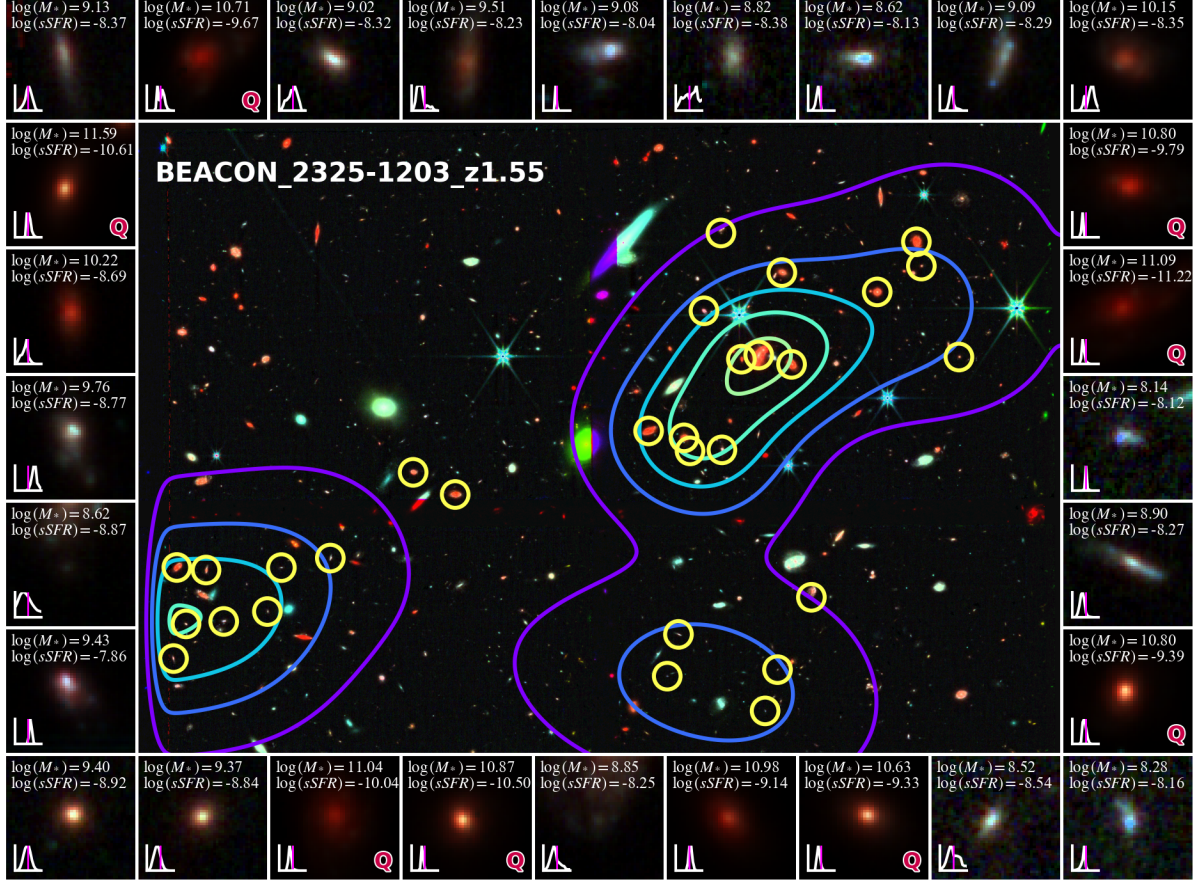 log(M*)=9.13
log(sSFR)=-8.37
log(M*)=10.71
log(sSFR)=-9.67
Q
log(M*)=9.02
log(sSFR)=-8.32
log(M*)=9.51
log(sSFR)=-8.23
log(M*)=9.08
log(sSFR)=-8.04
log(M*)=8.82
log(sSFR)=-8.38
log(M*)=8.62
log(sSFR)=-8.13
log(M*)=9.09
log(sSFR)=-8.29
log(M*)=10.15
log(sSFR)=-8.35
log(M*)=11.59
log(sSFR)=-10.61
Q
BEACON_2325-1203_z1.55
log(M*)=10.80
log(sSFR)=-9.79
Q
log(M*)=10.22
log(sSFR)=-8.69
log(M*)=11.09
log(sSFR)=-11.22
Q
log(M*)=9.76
log(sSFR)=-8.77
log(M*)=8.14
log(sSFR)=-8.12
log(M*)=8.62
log(sSFR)=-8.87
log(M*)=8.90
log(sSFR)=-8.27
log(M*)=9.43
log(sSFR)=-7.86
log(M*)=10.80
log(sSFR)=-9.39
Q
log(M*)=9.40
log(sSFR)=-8.92
log(M*)=9.37
log(sSFR)=-8.84
log(M*)=11.04
log(sSFR)=-10.04
Q
log(M*)=10.87
log(sSFR)=-10.50
Q
log(M*)=8.85
log(sSFR)=-8.25
log(M*)=10.98
log(sSFR)=-9.14
log(M*)=10.63
log(sSFR)=-9.33
Q
log(M*)=8.52
log(sSFR)=-8.54
log(M*)=8.28
log(sSFR)=-8.16